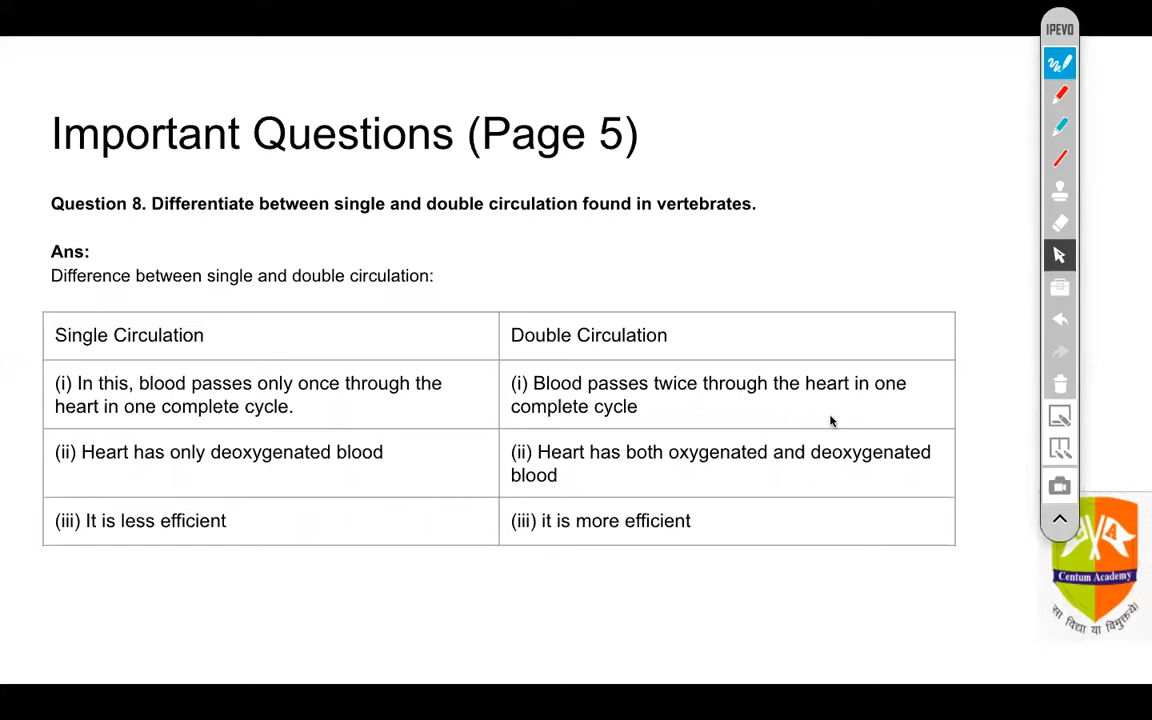 IPEVO
Important Questions (Page 5)
Question 8. Differentiate between single and double circulation found in vertebrates.
Ans:
Difference between single and double circulation:
Single Circulation
Double Circulation
(i) In this, blood passes only once through the
heart in one complete cycle.
(i) Blood passes twice through the heart in one
complete cycle
(ii) Heart has only deoxygenated blood
(ii) Heart has both oxygenated and deoxygenated
blood
(iii) It is less efficient
(iii) it is more efficient
A
Centum Academy
सा विद्या या विमुक्तये